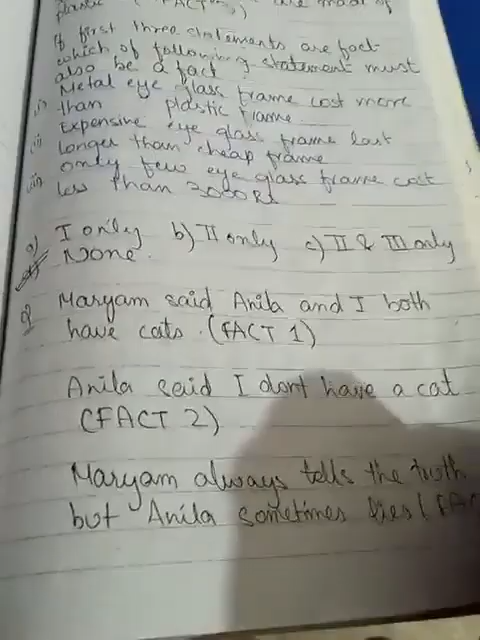 plastic (FACT
If first three statements are fact
which of following statement must
also be a fact
i) Metal eye glass frame cost more
than plastic frame
ii) Expensive eye glass frame last
longer than cheap frame
iii) only few eye glass frame cost
less than 3000 Rs
a) I only b) II only c) II & III only
None.
Q Maryam said Anila and I both
have cats. (FACT 1)
Anila said I dont have a cat
(FACT 2)
Maryam always tells the truth
but Anila sometimes lies (FAC